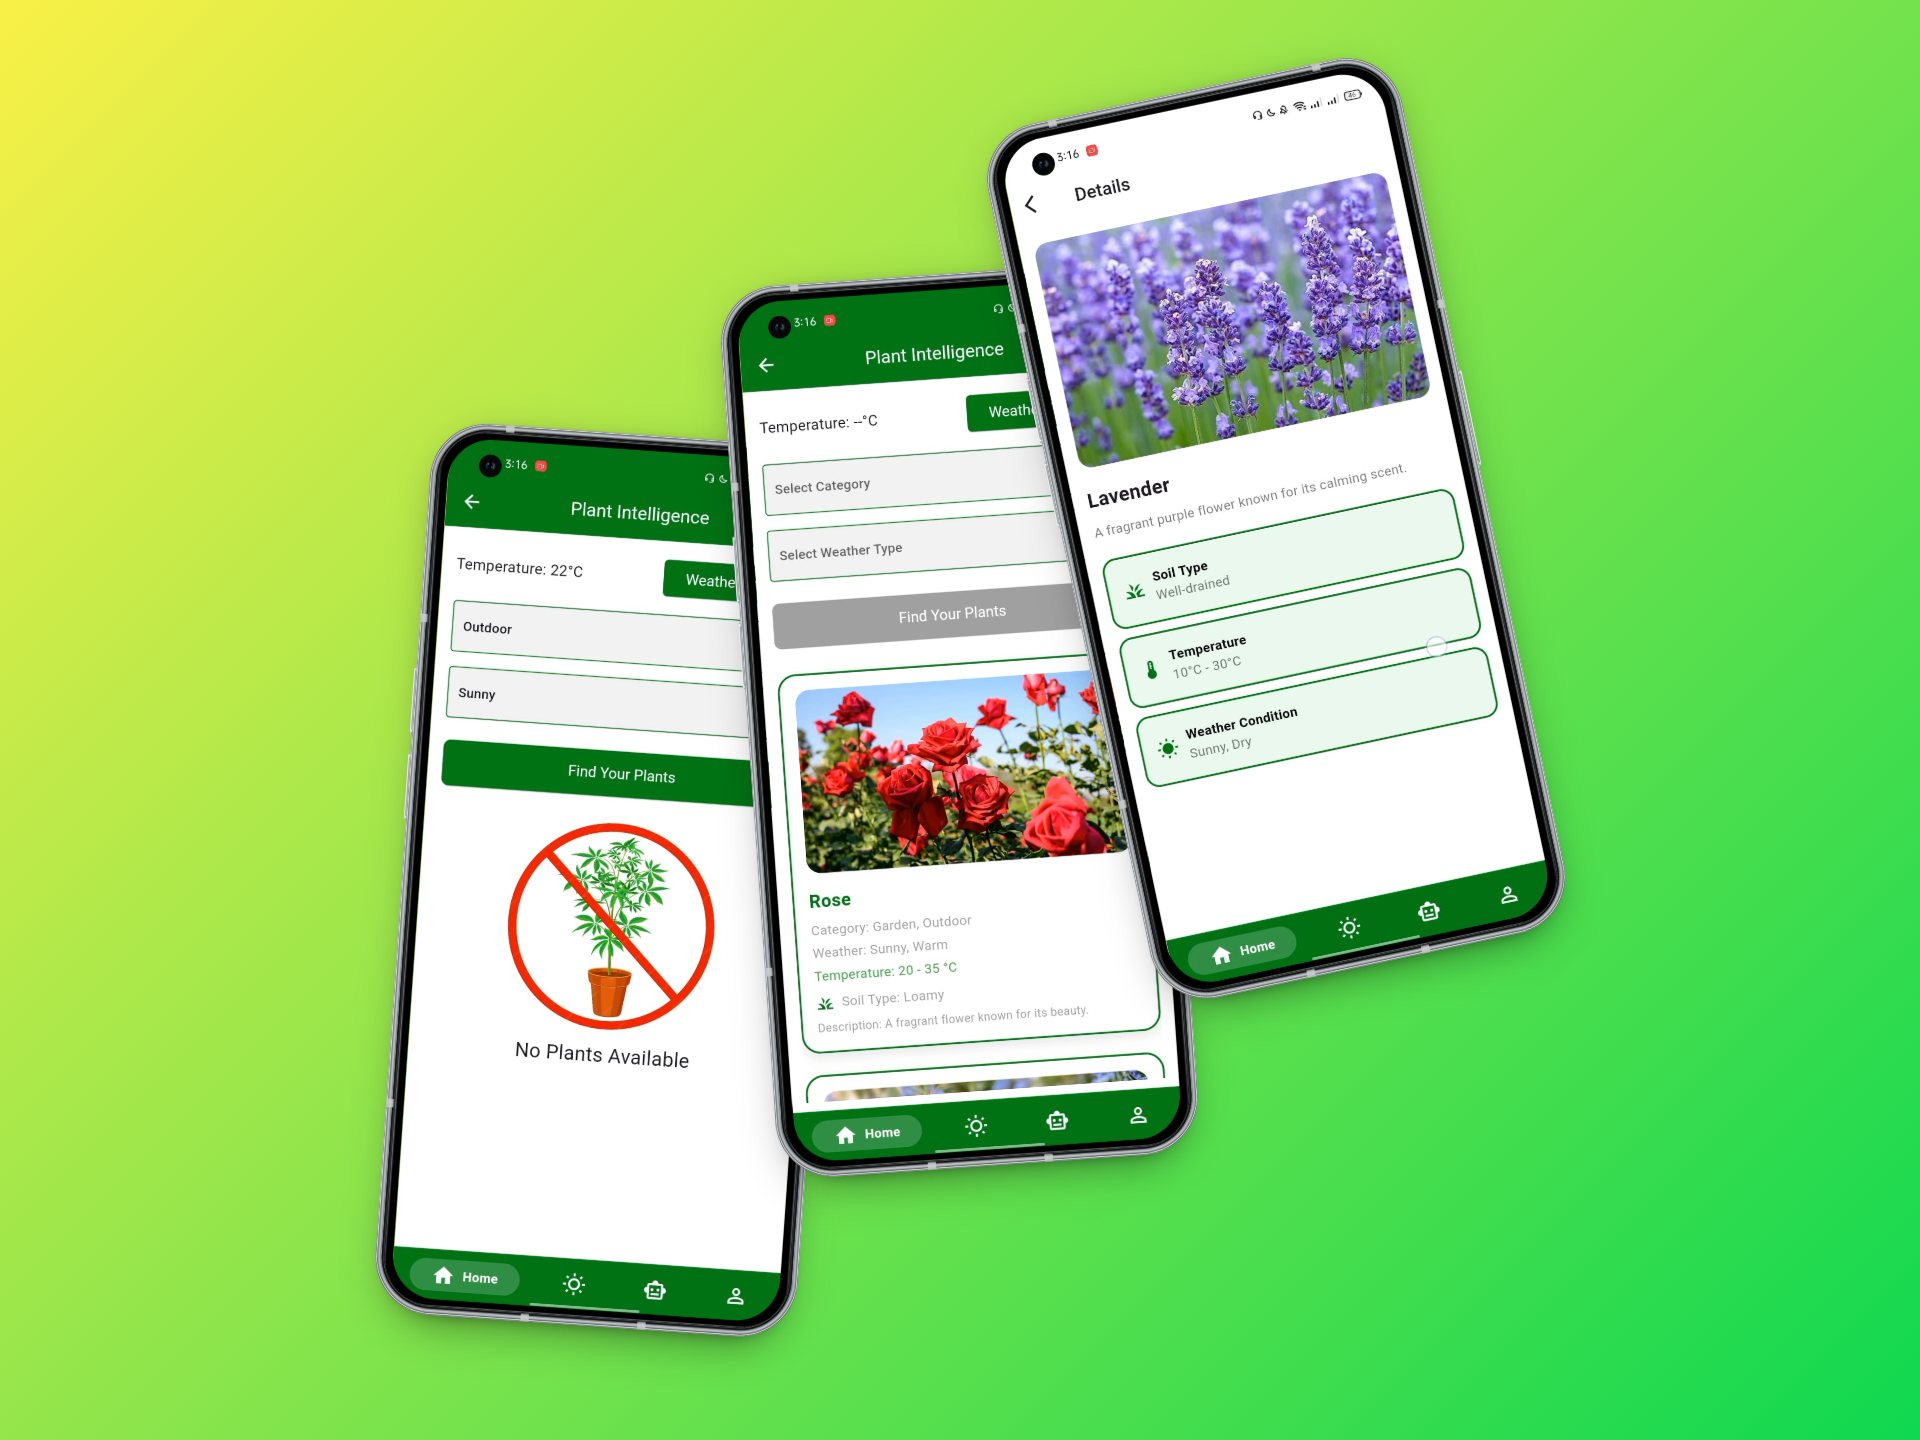 3:16
Plant Intelligence
Temperature: 22°C
Outdoor
Sunny
Find Your Plants
No Plants Available
Home
3:16
Plant Intelligence
Temperature: --°C
Select Category
Select Weather Type
Find Your Plants
Rose
Category: Garden, Outdoor
Weather: Sunny, Warm
Temperature: 20 - 35 °C
Soil Type: Loamy
Description: A fragrant flower known for its beauty.
Home
3:16
46
Details
Lavender
A fragrant purple flower known for its calming scent.
Soil Type
Well-drained
Temperature
10°C - 30°C
Weather Condition
Sunny, Dry
Home